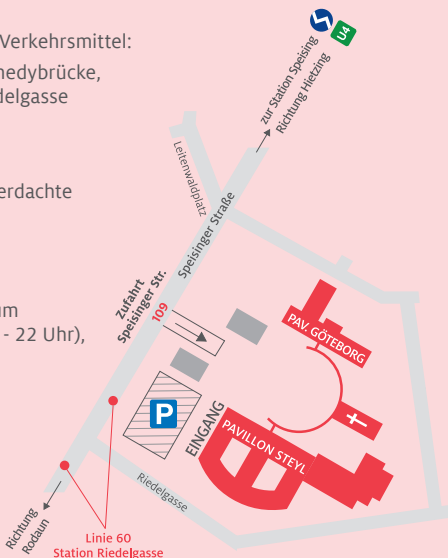 Verkehrsmittel:
nedybrücke,
delgasse
erdachte
um
- 22 Uhr),
U4
zur Station Speising
Richtung Hietzing
Leitenwaldplatz
Speisinger Straße
Zufahrt
Speisinger Str.
109
PAV. GÖTEBORG
P
EINGANG
PAVILLON STEYL
Riedelgasse
Richtung
Rodaun
Linie 60
Station Riedelgasse